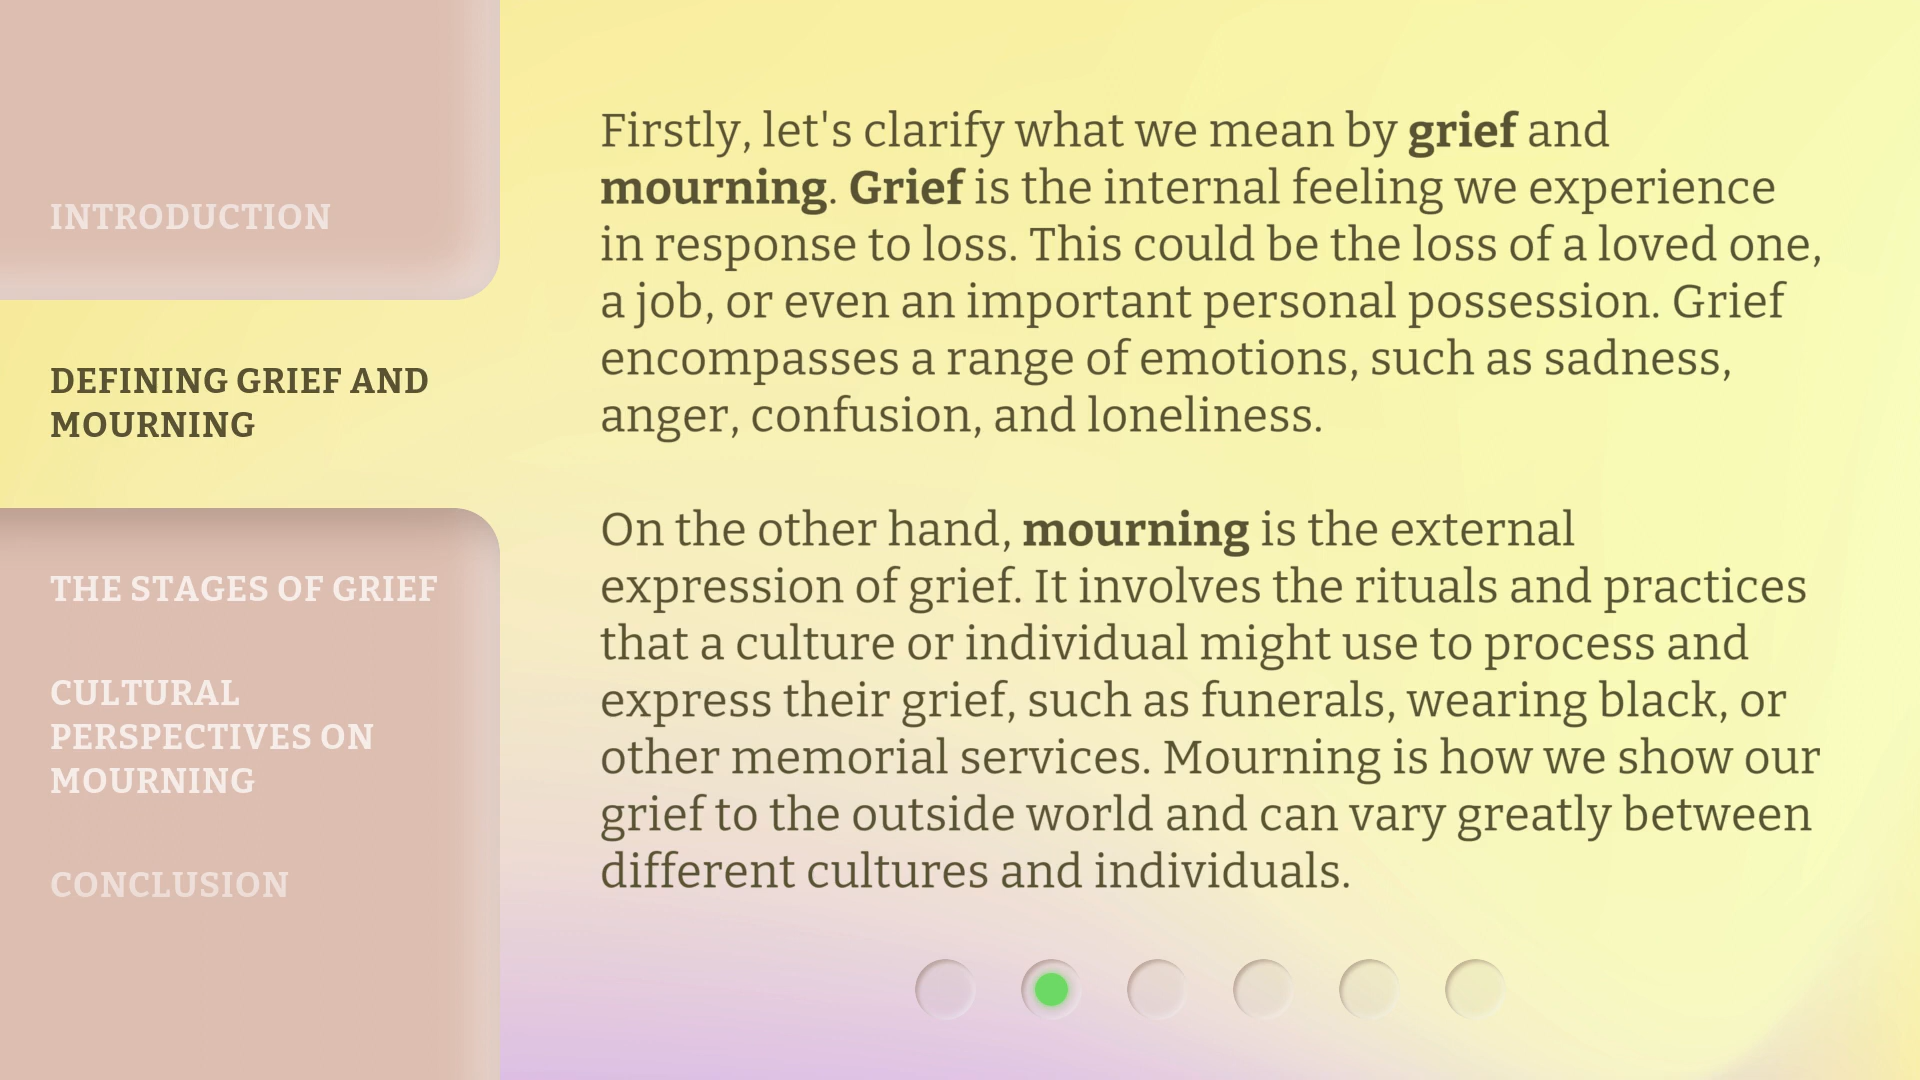 INTRODUCTION
DEFINING GRIEF AND
MOURNING
THE STAGES OF GRIEF
CULTURAL
PERSPECTIVES ON
MOURNING
CONCLUSION
Firstly, let's clarify what we mean by grief and
mourning. Grief is the internal feeling we experience
in response to loss. This could be the loss of a loved one,
a job, or even an important personal possession. Grief
encompasses a range of emotions, such as sadness,
anger, confusion, and loneliness.
On the other hand, mourning is the external
expression of grief. It involves the rituals and practices
that a culture or individual might use to process and
express their grief, such as funerals, wearing black, or
other memorial services. Mourning is how we show our
grief to the outside world and can vary greatly between
different cultures and individuals.